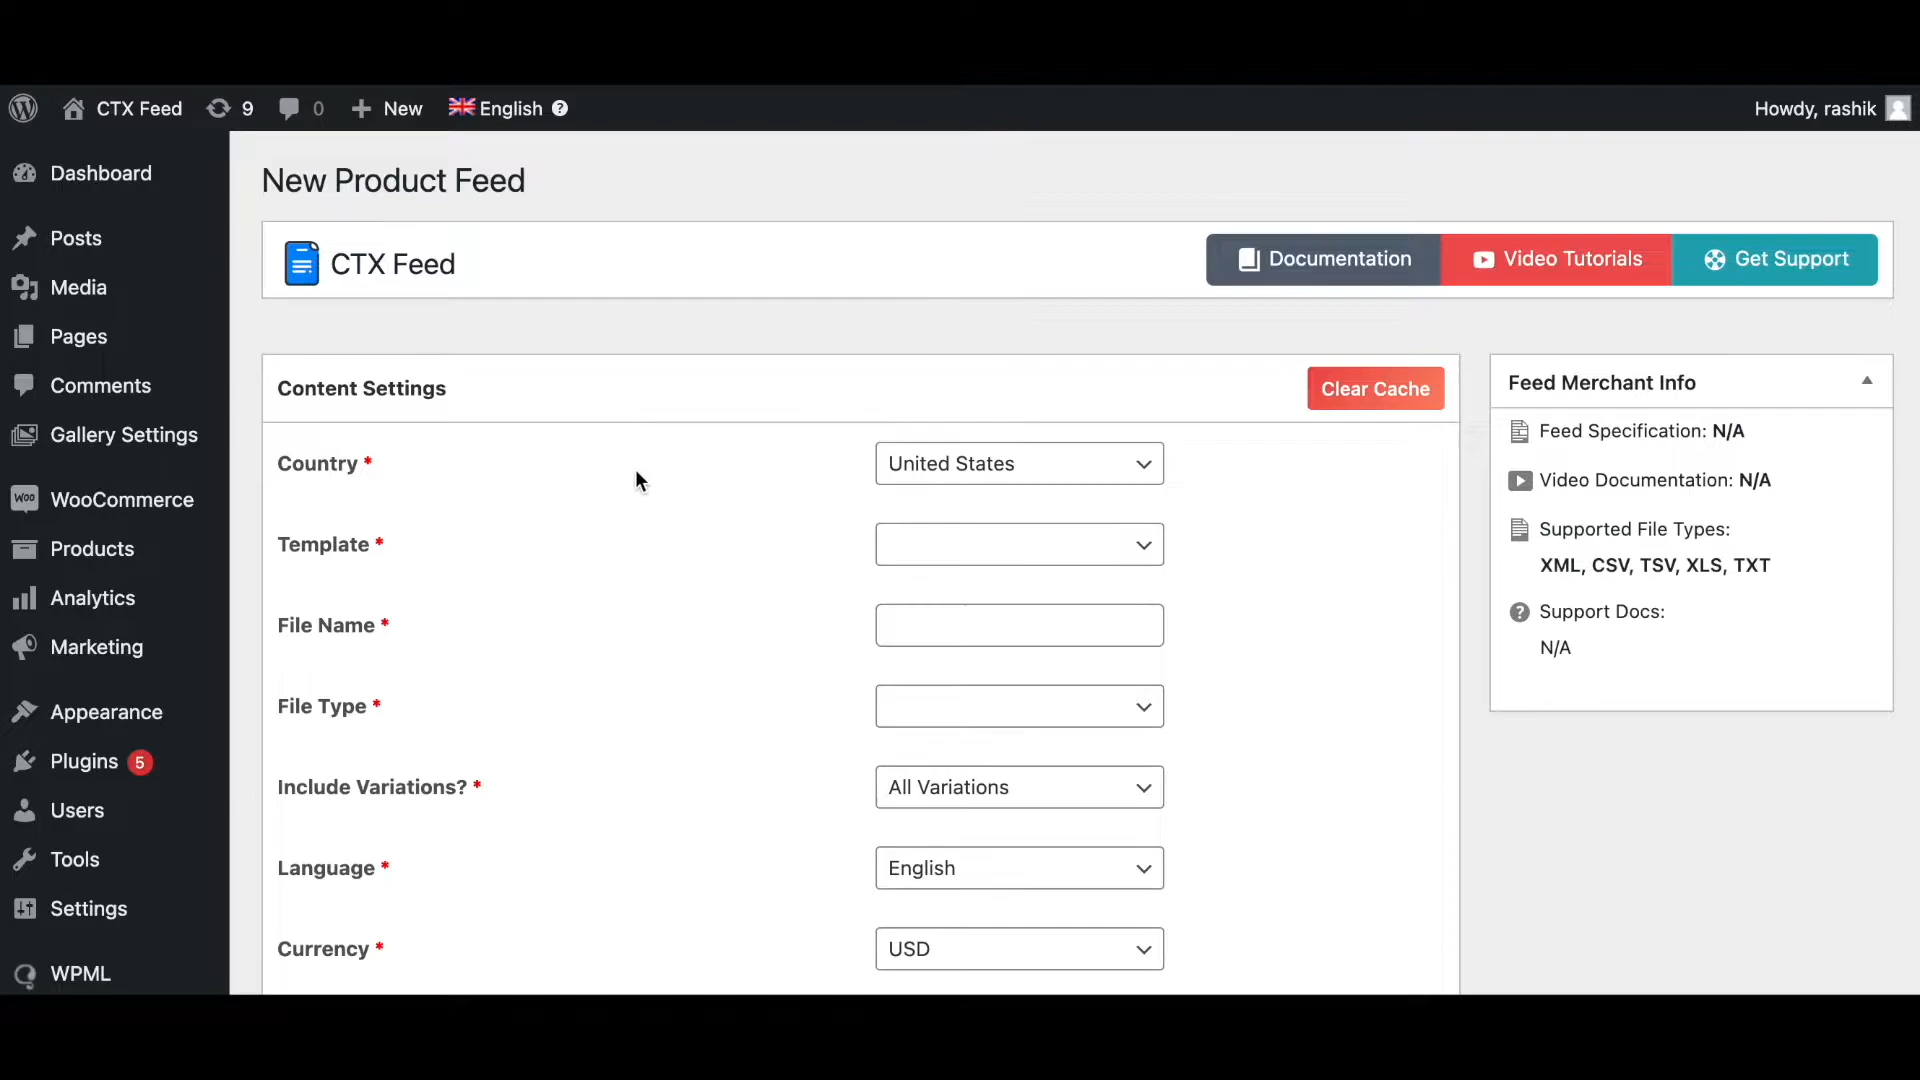 CTX Feed 9 0 New English Howdy, rashik
Dashboard
Posts
Media
Pages
Comments
Gallery Settings
WooCommerce
Products
Analytics
Marketing
Appearance
Plugins 5
Users
Tools
Settings
WPML
New Product Feed
CTX Feed
Documentation
Video Tutorials
Get Support
Content Settings
Clear Cache
Country * United States
Template *
File Name *
File Type *
Include Variations? * All Variations
Language * English
Currency * USD
Feed Merchant Info
Feed Specification: N/A
Video Documentation: N/A
Supported File Types:
XML, CSV, TSV, XLS, TXT
Support Docs:
N/A